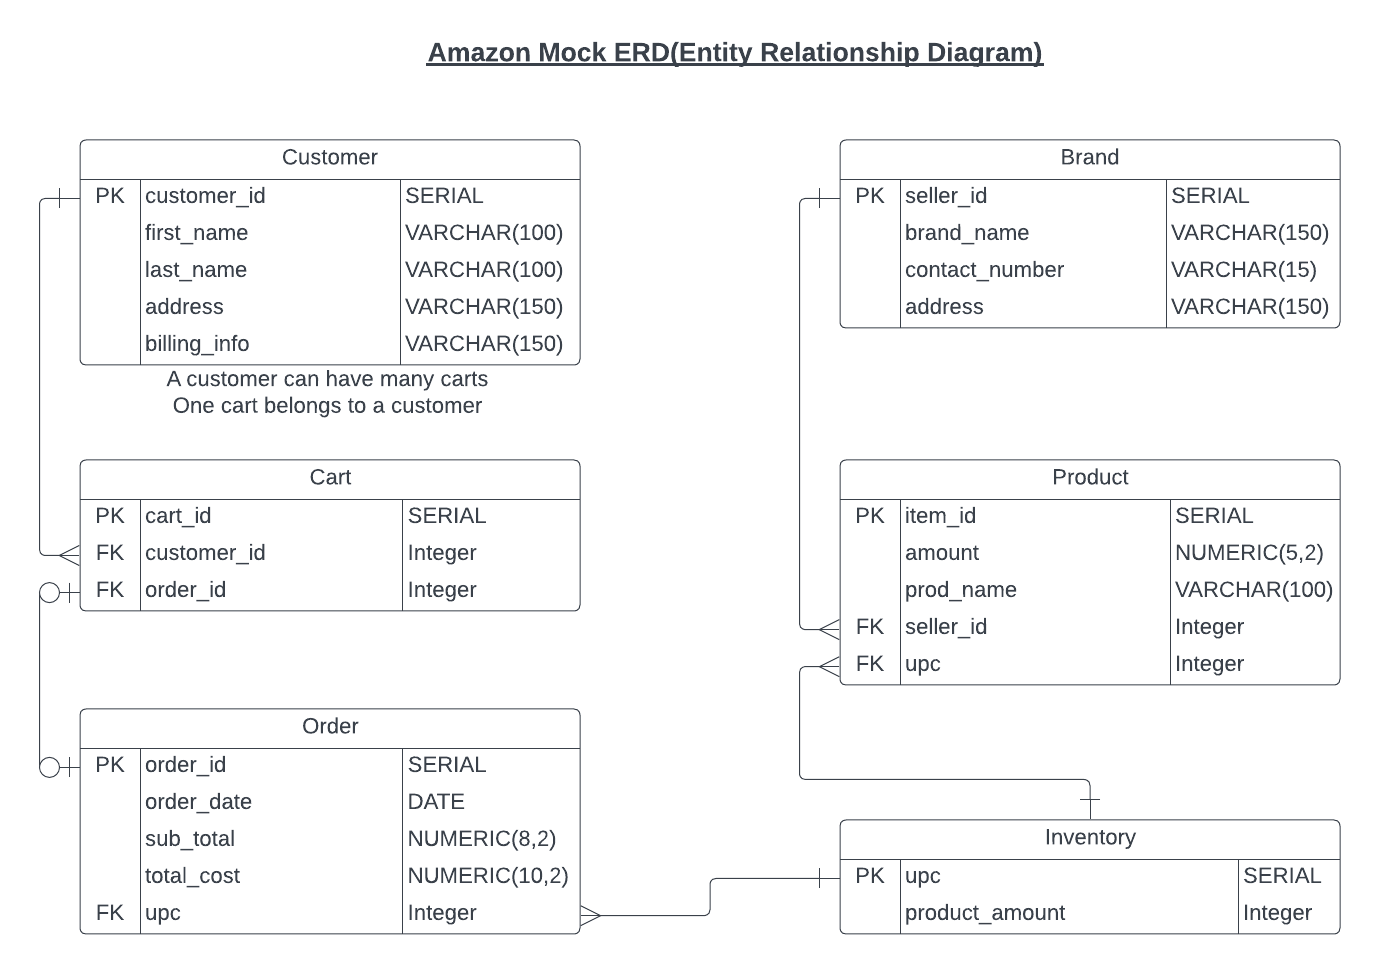 Amazon Mock ERD(Entity Relationship Diagram)
Customer
PK customer_id SERIAL
first_name VARCHAR(100)
last_name VARCHAR(100)
address VARCHAR(150)
billing_info VARCHAR(150)
A customer can have many carts
One cart belongs to a customer
Cart
PK cart_id SERIAL
FK customer_id Integer
FK order_id Integer
Order
PK order_id SERIAL
order_date DATE
sub_total NUMERIC(8,2)
total_cost NUMERIC(10,2)
FK upc Integer
Brand
PK seller_id SERIAL
brand_name VARCHAR(150)
contact_number VARCHAR(15)
address VARCHAR(150)
Product
PK item_id SERIAL
amount NUMERIC(5,2)
prod_name VARCHAR(100)
FK seller_id Integer
FK upc Integer
Inventory
PK upc SERIAL
product_amount Integer